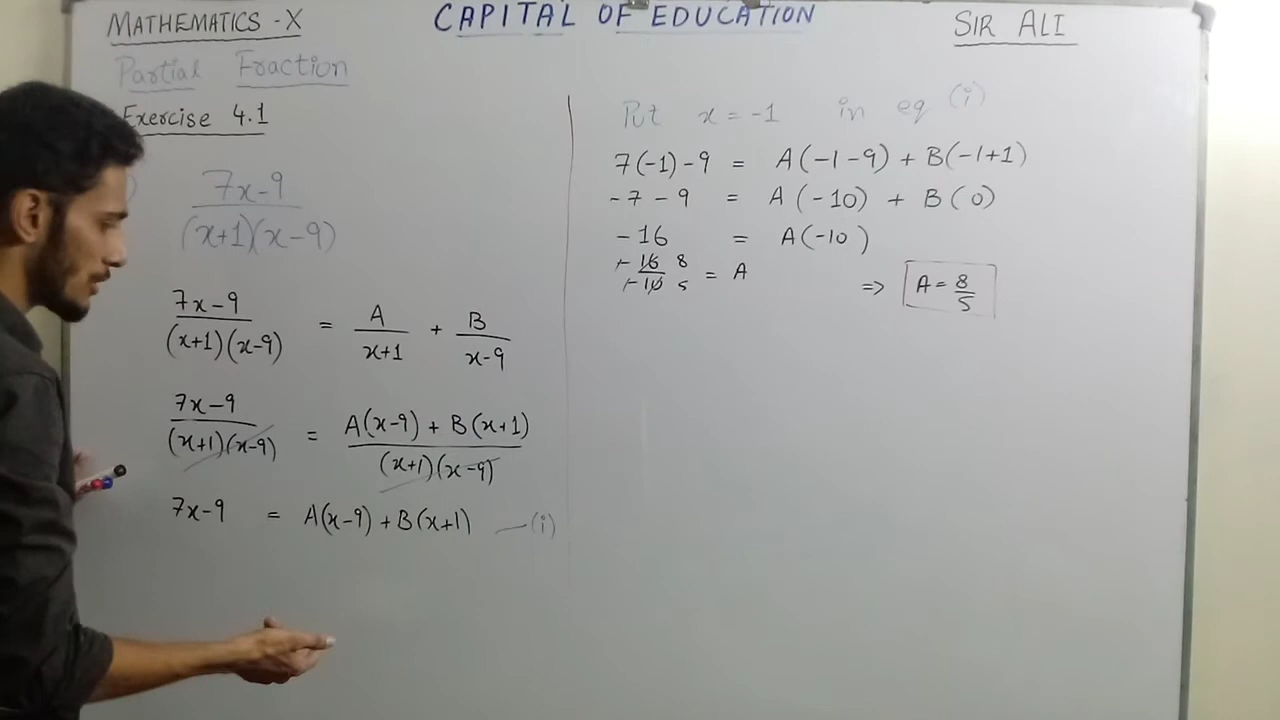 MATHEMATICS - X
CAPITAL OF EDUCATION
SIR ALI
Partial Fraction
Exercise 4.1
7x-9
(x+1)(x-9)
7x-9 / (x+1)(x-9) = A / x+1 + B / x-9
7x-9 / (x+1)(x-9) = A(x-9) + B(x+1) / (x+1)(x-9)
7x-9 = A(x-9) + B(x+1) —(i)
Put x = -1 in eq (i)
7(-1)-9 = A(-1-9) + B(-1+1)
-7-9 = A(-10) + B(0)
-16 = A(-10)
-16 8 / -10 5 = A => A = 8/5